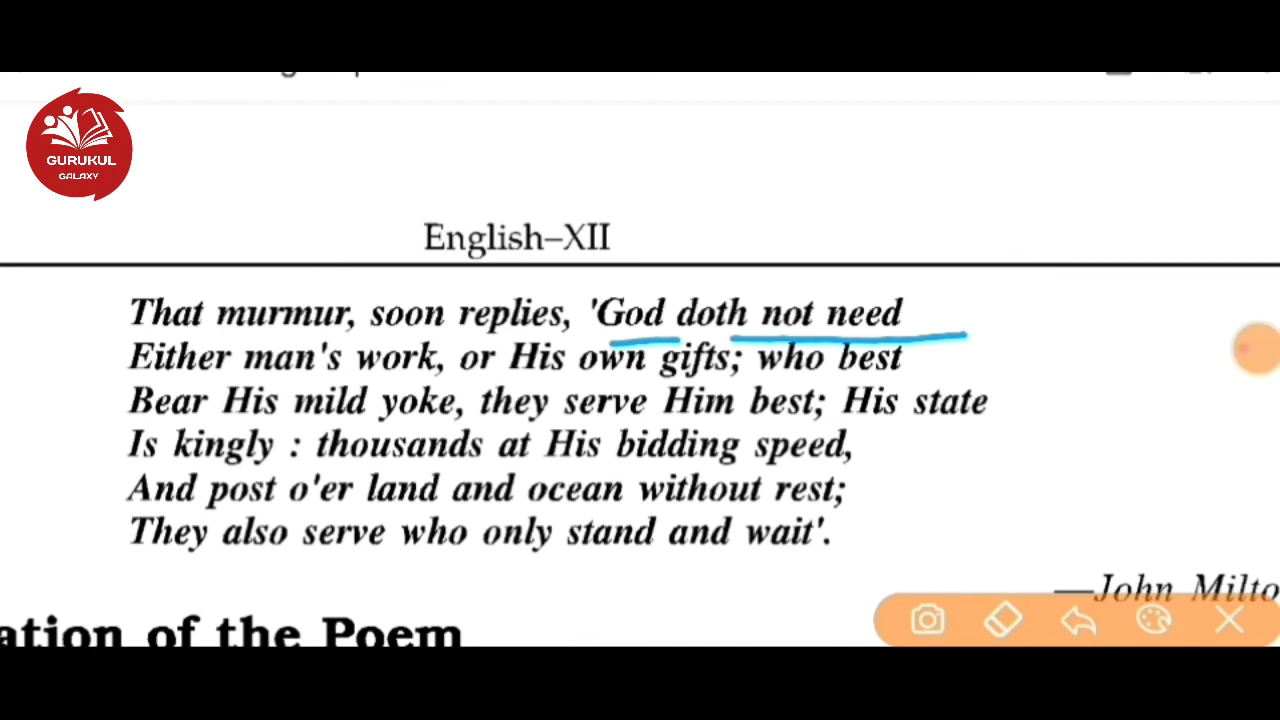 GURUKUL
GALAXY
English–XII
That murmur, soon replies, 'God doth not need
Either man's work, or His own gifts; who best
Bear His mild yoke, they serve Him best; His state
Is kingly : thousands at His bidding speed,
And post o'er land and ocean without rest;
They also serve who only stand and wait'.
—John Milto
ation of the Poem